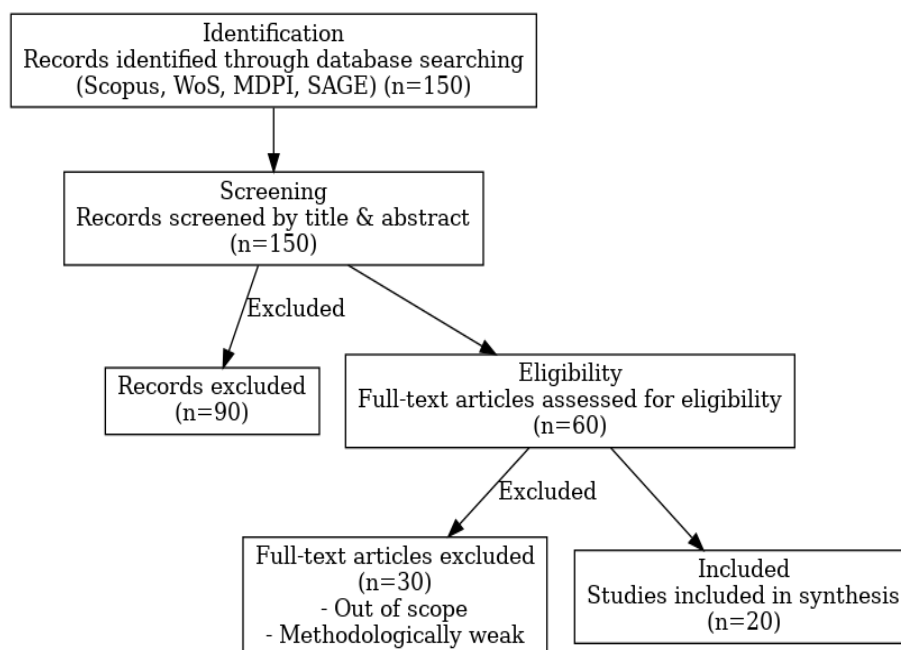 Identification
Records identified through database searching
(Scopus, WoS, MDPI, SAGE) (n=150)
Screening
Records screened by title & abstract
(n=150)
Excluded
Records excluded
(n=90)
Eligibility
Full-text articles assessed for eligibility
(n=60)
Excluded
Full-text articles excluded
(n=30)
- Out of scope
- Methodologically weak
Included
Studies included in synthesis
(n=20)